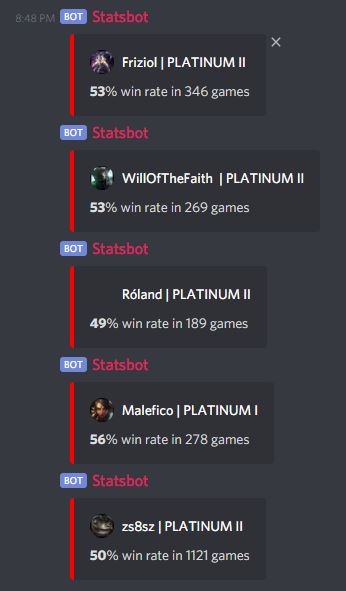 8:48 PM BOT Statsbot
Friziol | PLATINUM II
53% win rate in 346 games
BOT Statsbot
WillOfTheFaith | PLATINUM II
53% win rate in 269 games
BOT Statsbot
Róland | PLATINUM II
49% win rate in 189 games
BOT Statsbot
Malefico | PLATINUM I
56% win rate in 278 games
BOT Statsbot
zs8sz | PLATINUM II
50% win rate in 1121 games